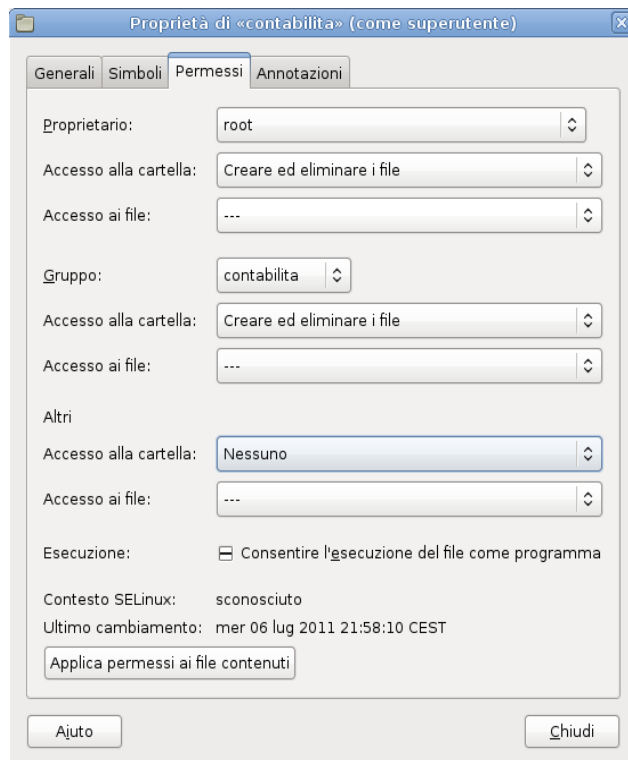 Proprietà di «contabilita» (come superutente)
Generali Simboli Permessi Annotazioni
Proprietario: root
Accesso alla cartella: Creare ed eliminare i file
Accesso ai file: ---
Gruppo: contabilita
Accesso alla cartella: Creare ed eliminare i file
Accesso ai file: ---
Altri
Accesso alla cartella: Nessuno
Accesso ai file: ---
Esecuzione: Consentire l'esecuzione del file come programma
Contesto SELinux: sconosciuto
Ultimo cambiamento: mer 06 lug 2011 21:58:10 CEST
Applica permessi ai file contenuti
Aiuto Chiudi